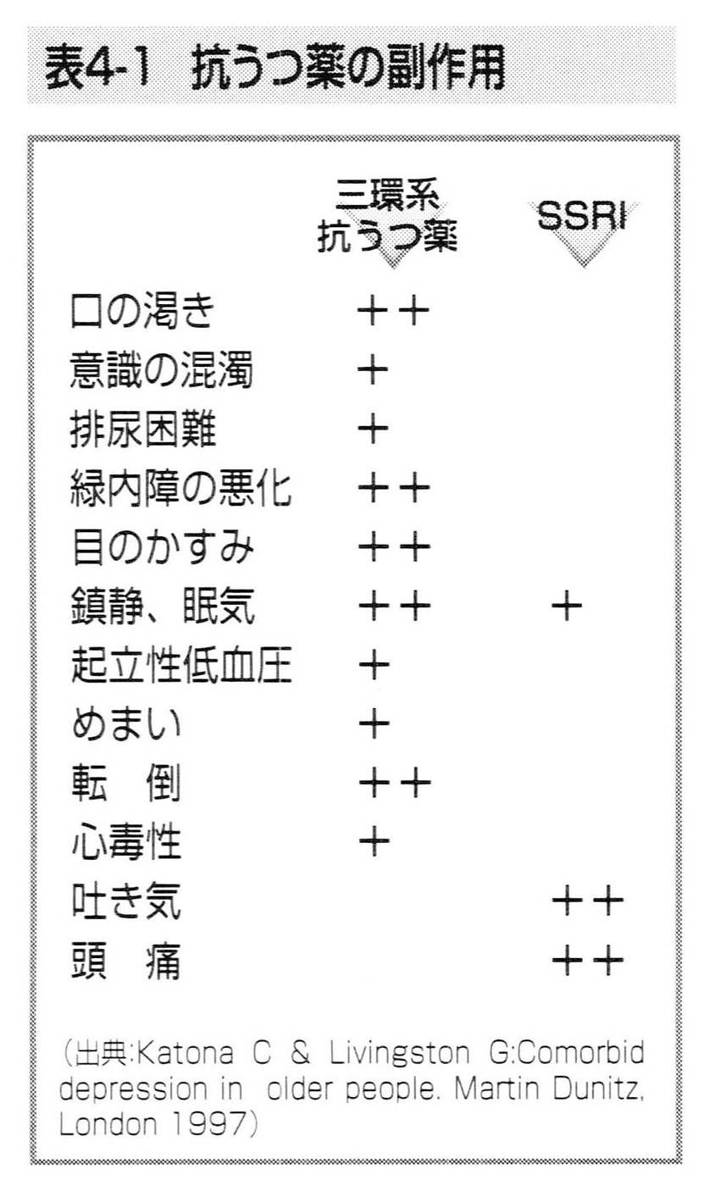 表4-1 抗うつ薬の副作用
三環系
抗うつ薬 SSRI
口の渇き ++
意識の混濁 +
排尿困難 +
緑内障の悪化 ++
目のかすみ ++
鎮静、眠気 ++ +
起立性低血圧 +
めまい +
転 倒 ++
心毒性 +
吐き気 ++
頭 痛 ++
(出典:Katona C & Livingston G:Comorbid
depression in older people. Martin Dunitz,
London 1997)